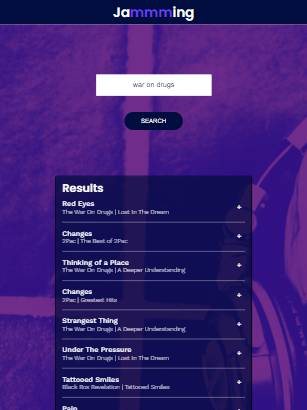 Jammming
war on drugs
SEARCH
Results
Red Eyes
The War On Drugs | Lost In The Dream
+
Changes
2Pac | The Best of 2Pac
+
Thinking of a Place
The War On Drugs | A Deeper Understanding
+
Changes
2Pac | Greatest Hits
+
Strangest Thing
The War On Drugs | A Deeper Understanding
+
Under The Pressure
The War On Drugs | Lost In The Dream
+
Tattooed Smiles
Black Rox Revelation | Tattooed Smiles
+
Pain